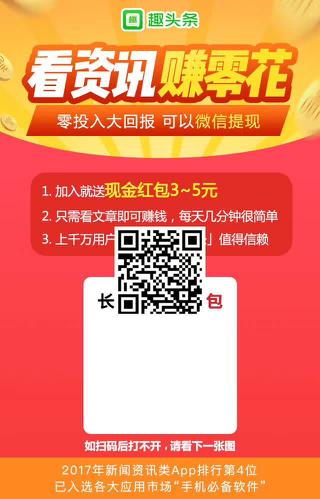 趣头条
看资讯赚零花
零投入大回报 可以微信提现
1. 加入就送现金红包3~5元
2. 只需看文章即可赚钱，每天几分钟很简单
3. 上千万用户 」值得信赖
长 包
如扫码后打不开，请看下一张图
2017年新闻资讯类App排行第4位
已入选各大应用市场“手机必备软件”